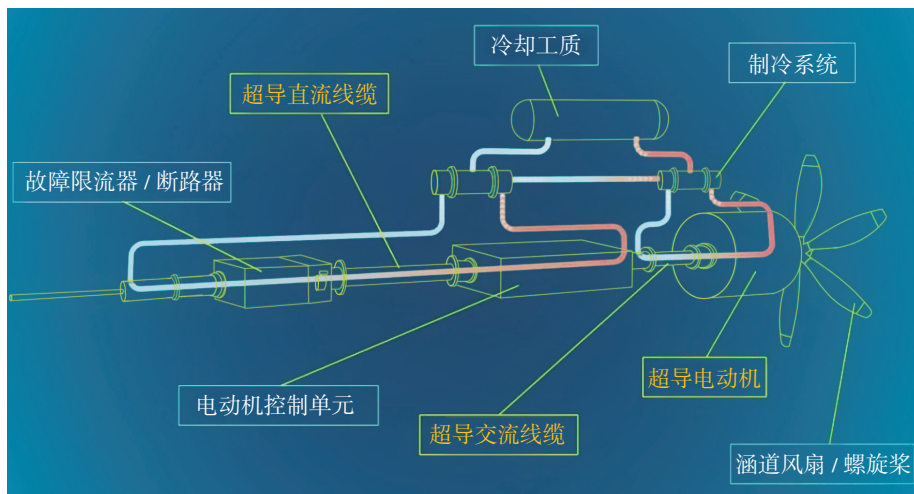 冷却工质
制冷系统
超导直流线缆
故障限流器 / 断路器
超导电动机
电动机控制单元
超导交流线缆
涵道风扇 / 螺旋桨